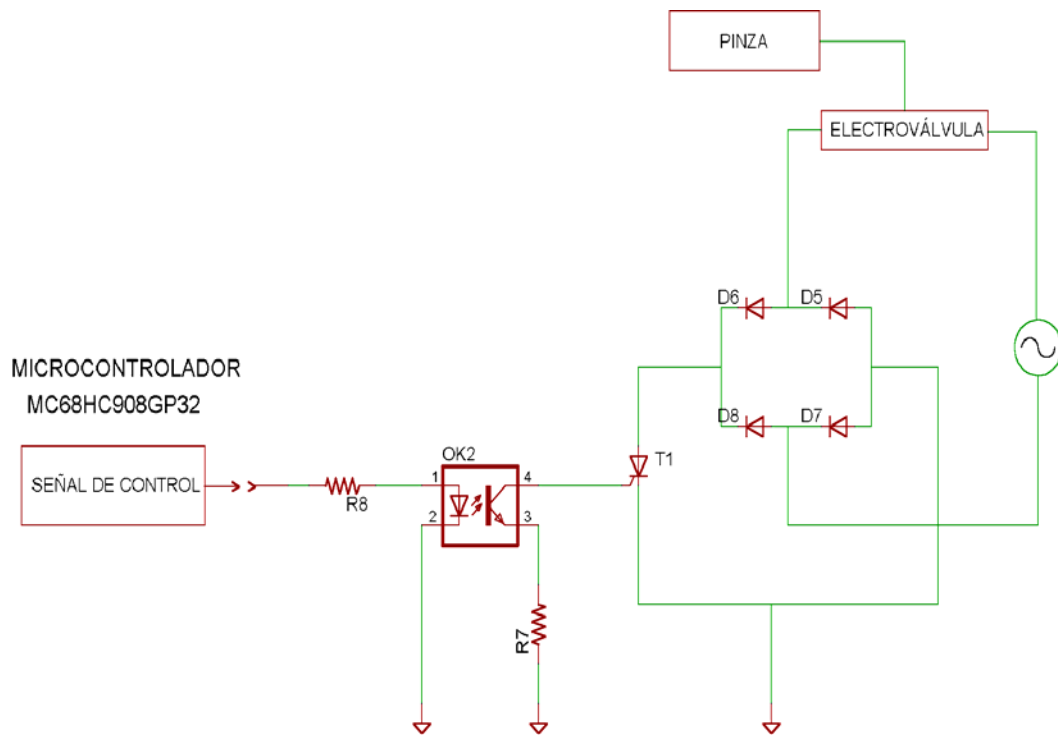 PINZA
ELECTROVÁLVULA
D6
D5
MICROCONTROLADOR
MC68HC908GP32
D8
D7
OK2
T1
SEÑAL DE CONTROL
1
4
R8
2
3
R7